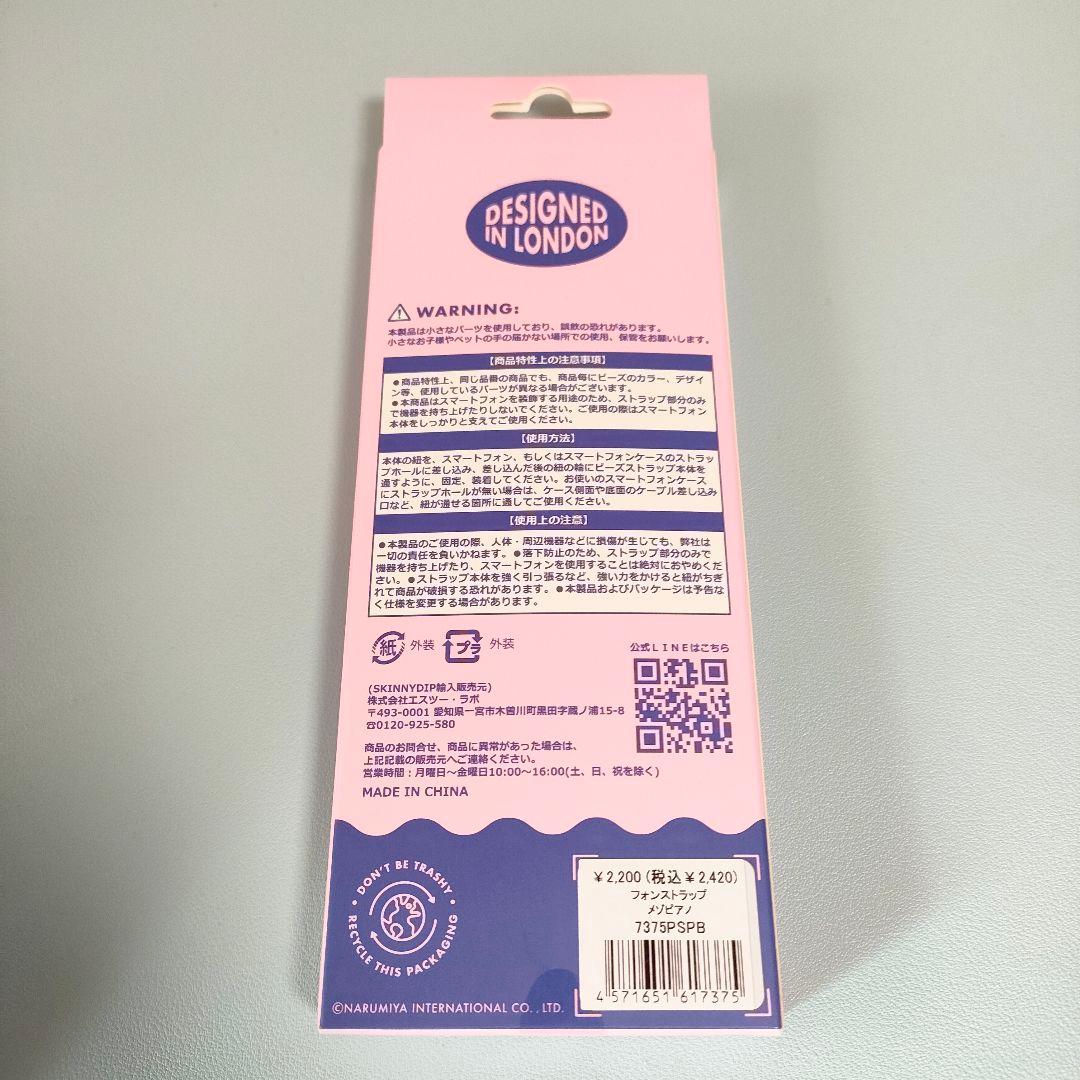 DESIGNED
IN LONDON
WARNING:
本製品は小さなパーツを使用しており、誤飲の恐れがあります。
小さなお子様やペットの手の届かない場所での使用、保管をお願いします。
【商品特性上の注意事項】
●商品特性上、同じ品番の商品でも、商品毎にビーズのカラー、デザイ
ン等、使用しているパーツが異なる場合がございます。
●本商品はスマートフォンを装飾する用途のため、ストラップ部分のみ
で機器を持ち上げたりしないでください。ご使用の際はスマートフォン
本体をしっかりと支えてご使用ください。
【使用方法】
本体の紐を、スマートフォン、もしくはスマートフォンケースのストラッ
プホールに差し込み、差し込んだ後の紐の輪にビーズストラップ本体を
通すように、固定、装着してください。お使いのスマートフォンケース
にストラップホールが無い場合は、ケース側面や底面のケーブル差し込み
口など、紐が通せる箇所に通してご使用ください。
【使用上の注意】
●本製品のご使用の際、人体・周辺機器などに損傷が生じても、弊社は
一切の責任を負いかねます。●落下防止のため、ストラップ部分のみで
機器を持ち上げたり、スマートフォンを使用することは絶対におやめくだ
さい。●ストラップ本体を強く引っ張るなど、強い力をかけると紐がちぎ
れて商品が破損する恐れがあります。●本製品およびパッケージは予告な
く仕様を変更する場合があります。
紙 外装 プラ 外装
公式ＬＩＮＥはこちら
(SKINNYDIP輸入販売元)
株式会社エスツー・ラボ
〒493-0001 愛知県一宮市木曽川町黒田字蔵ノ浦15-8
☎0120-925-580
商品のお問合せ、商品に異常があった場合は、
上記記載の販売元へご連絡ください。
営業時間：月曜日～金曜日10:00～16:00(土、日、祝を除く)
MADE IN CHINA
• DON'T BE TRASHY •
RECYCLE THIS PACKAGING
©NARUMIYA INTERNATIONAL CO., LTD.
￥2,200(税込￥2,420)
フォンストラップ
メゾピアノ
7375PSPB
4 571651 617375